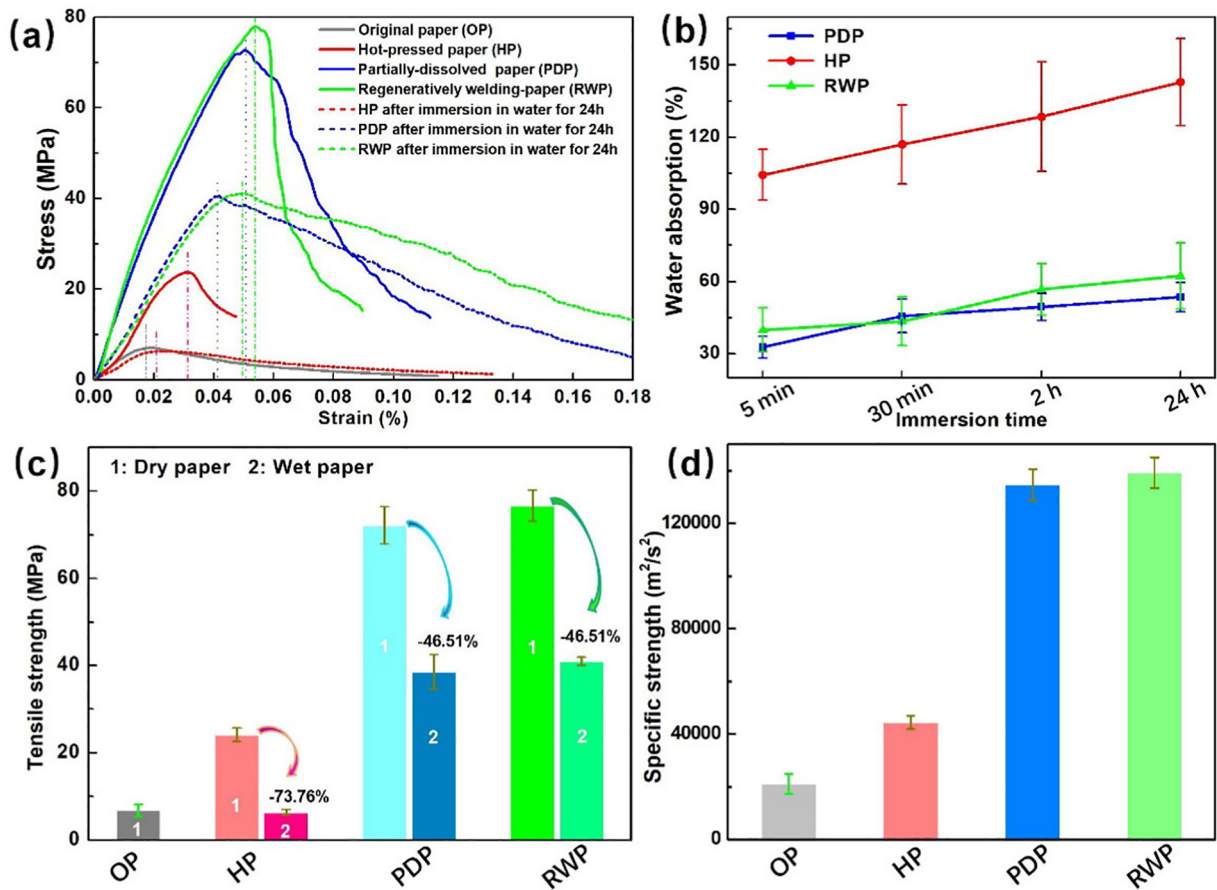 (a)
80
60
40
20
0
Stress (MPa)
Original paper (OP)
Hot-pressed paper (HP)
Partially-dissolved paper (PDP)
Regeneratively welding-paper (RWP)
HP after immersion in water for 24h
PDP after immersion in water for 24h
RWP after immersion in water for 24h
0.00 0.02 0.04 0.06 0.08 0.10 0.12 0.14 0.16 0.18
Strain (%)
(b)
PDP
HP
RWP
150
120
90
60
30
Water absorption (%)
5 min 30 min 2 h 24 h
Immersion time
(c)
1: Dry paper 2: Wet paper
80
60
40
20
0
Tensile strength (MPa)
-73.76%
-46.51%
-46.51%
1 1 2 1 2 1 2
OP HP PDP RWP
(d)
120000
80000
40000
0
Specific strength (m²/s²)
OP HP PDP RWP